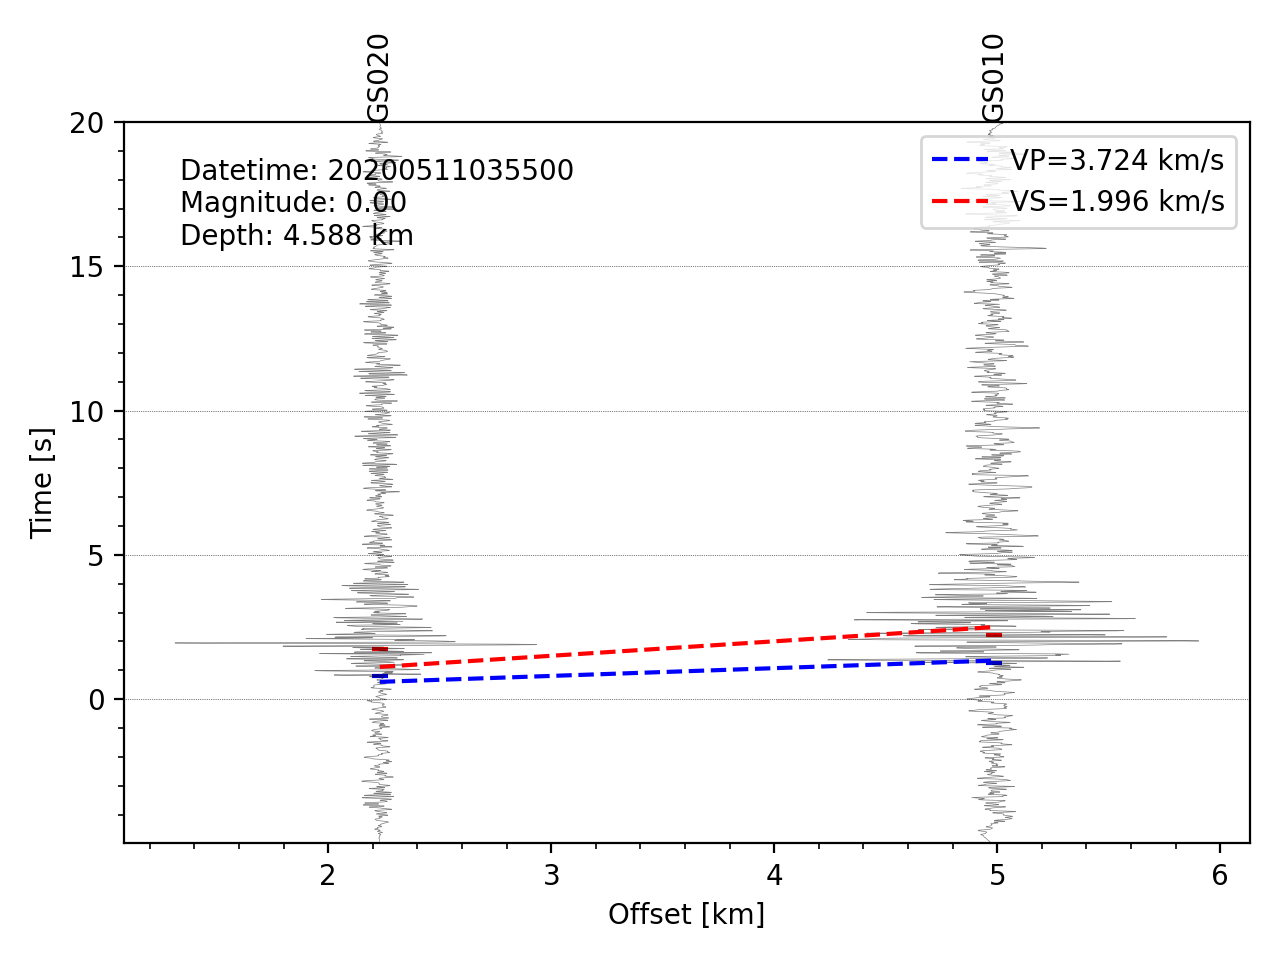 GS020
GS010
Datetime: 20200511035500
Magnitude: 0.00
Depth: 4.588 km
VP=3.724 km/s
VS=1.996 km/s
20
15
10
5
0
Time [s]
2
3
4
5
6
Offset [km]